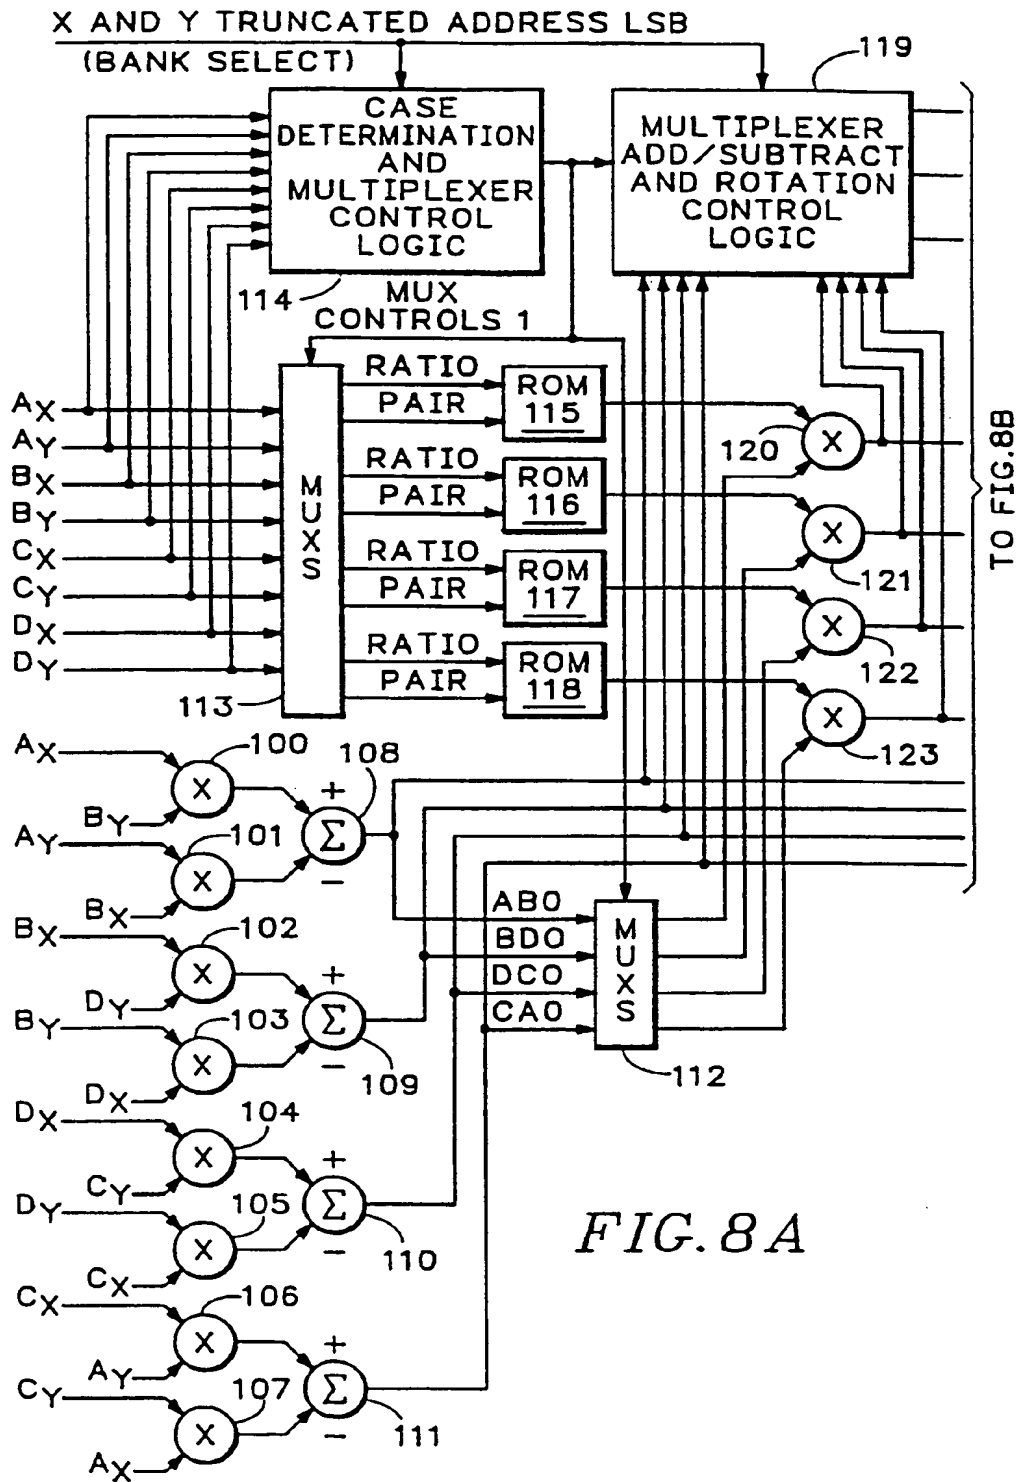 X AND Y TRUNCATED ADDRESS LSB
(BANK SELECT)
119
CASE
DETERMINATION
AND
MULTIPLEXER
CONTROL
LOGIC
MULTIPLEXER
ADD/SUBTRACT
AND ROTATION
CONTROL
LOGIC
114
MUX
CONTROLS 1
AX
AY
BX
BY
CX
CY
DX
DY
MUXS
113
RATIO
PAIR
ROM
115
RATIO
PAIR
ROM
116
RATIO
PAIR
ROM
117
RATIO
PAIR
ROM
118
X
120
X
121
X
122
X
123
TO FIG.8B
AX
BY
X
100
AY
BX
X
101
+
Σ
−
108
BX
DY
X
102
BY
DX
X
103
+
Σ
−
109
DX
CY
X
104
DY
CX
X
105
+
Σ
−
110
CX
AY
X
106
CY
AX
X
107
+
Σ
−
111
ABO
BDO
DCO
CAO
MUXS
112
FIG. 8A